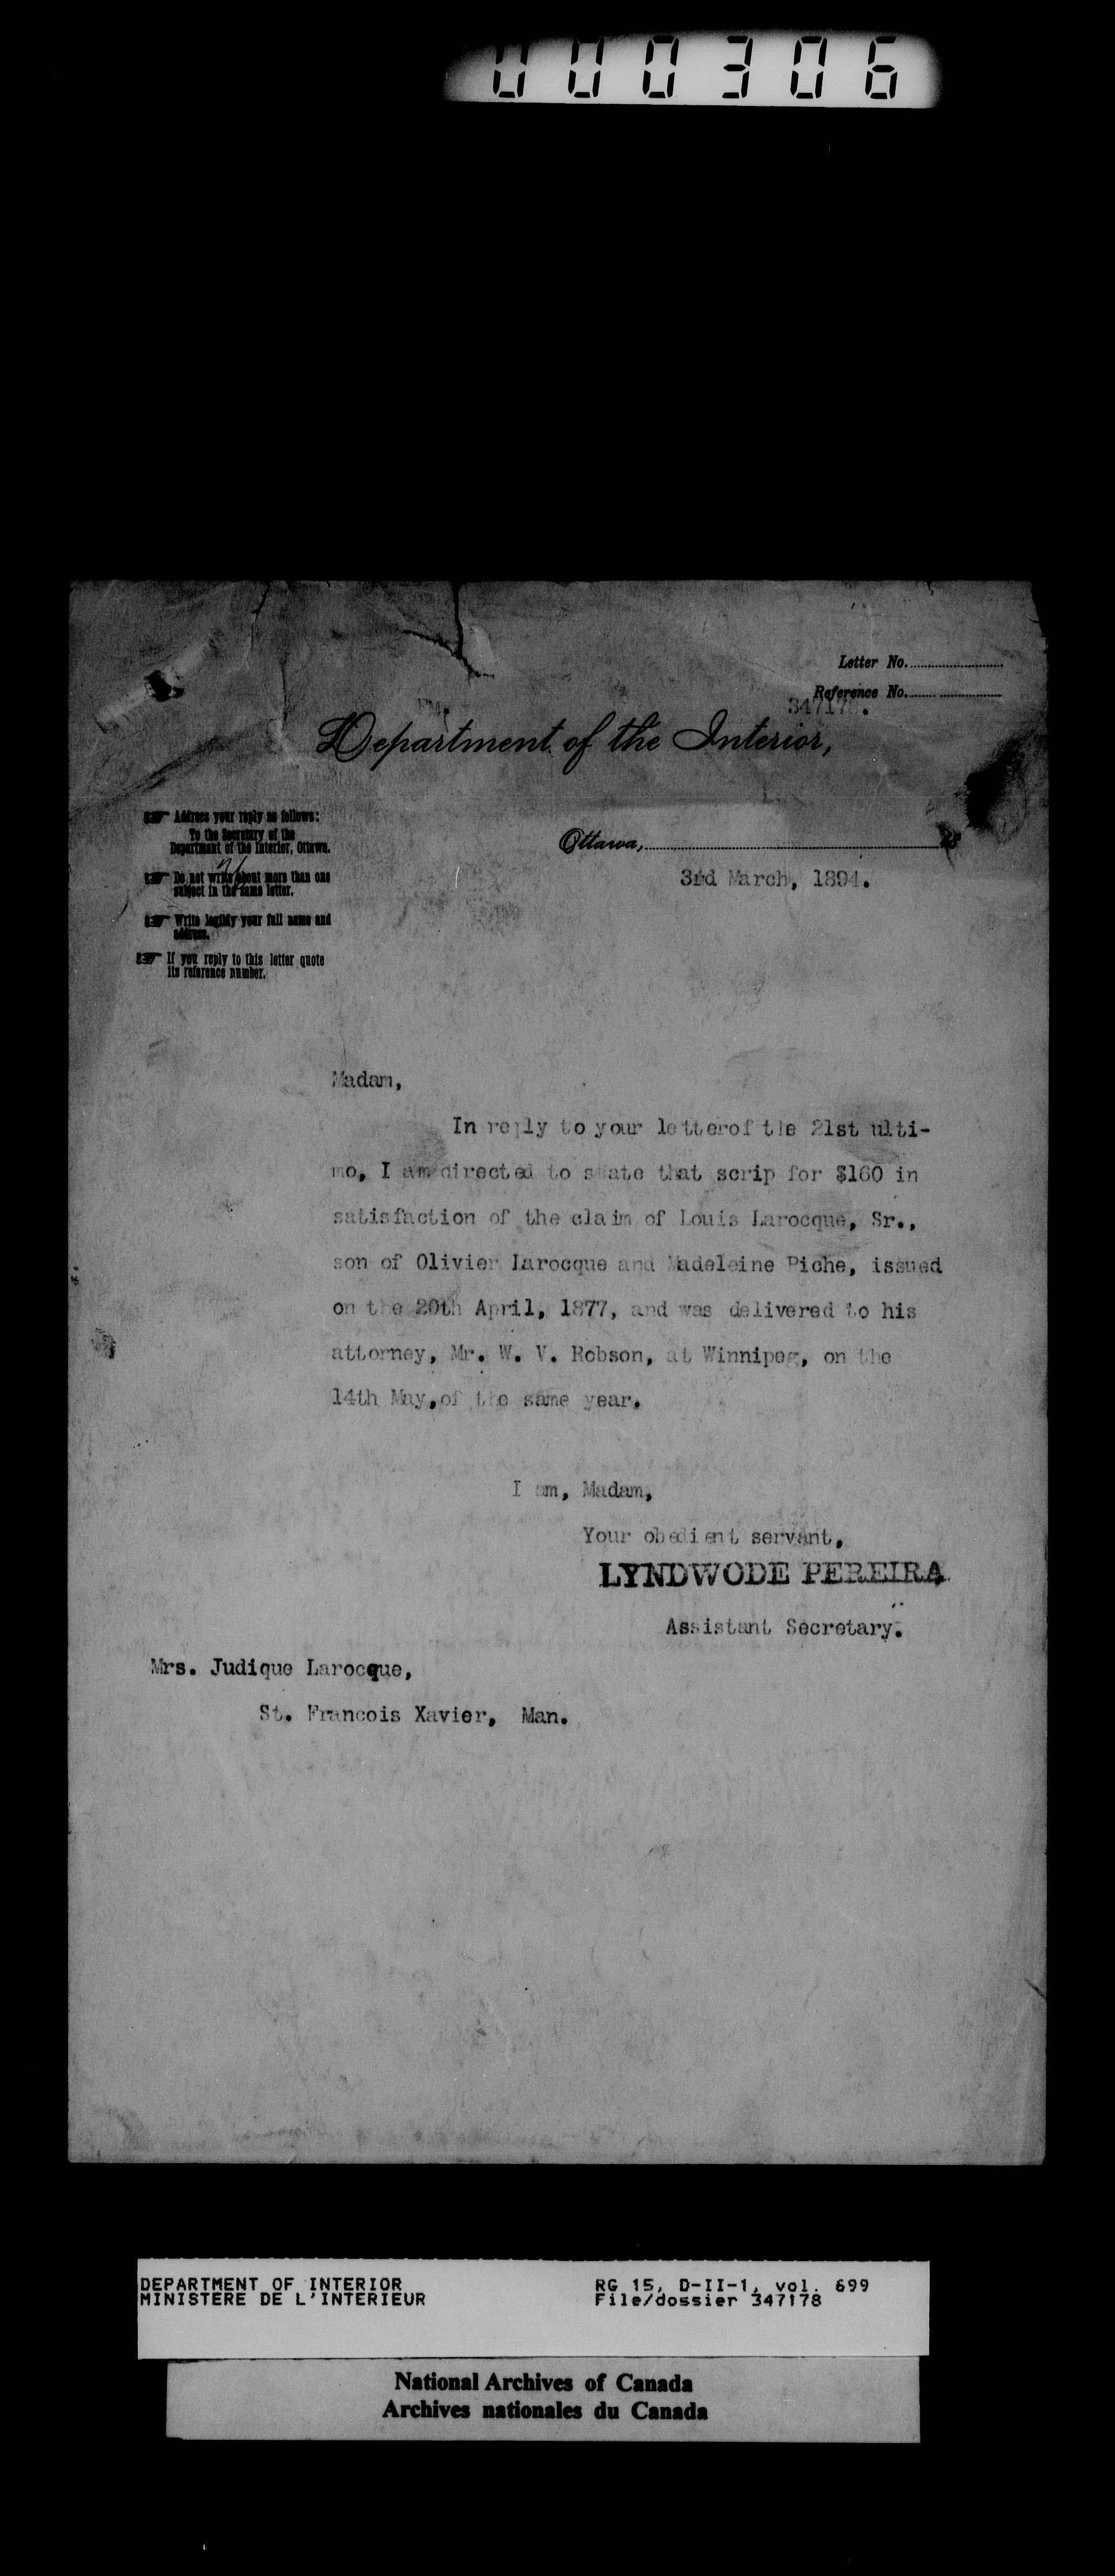 000306
Letter No.
Reference No.
347178.
Department of the Interior,
Address your reply as follows:
To the Secretary of the
Department of the Interior, Ottawa.
Do not write about more than one
subject in the same letter.
Write legibly your full name and
address.
If you reply to this letter quote
its reference number.
Ottawa, 18
3rd March, 1894.
Madam,
In reply to your letterof the 21st ulti-
mo, I am directed to state that scrip for $160 in
satisfaction of the claim of Louis Larocque, Sr.,
son of Olivier Larocque and Madeleine Piche, issued
on the 20th April, 1877, and was delivered to his
attorney, Mr. W. V. Robson, at Winnipeg, on the
14th May,of the same year.
I am, Madam,
Your obedient servant,
LYNDWODE PEREIRA
Assistant Secretary.
Mrs. Judique Larocque,
St. Francois Xavier, Man.
DEPARTMENT OF INTERIOR
MINISTERE DE L'INTERIEUR
RG 15, D-II-1, vol. 699
File/dossier 347178
National Archives of Canada
Archives nationales du Canada